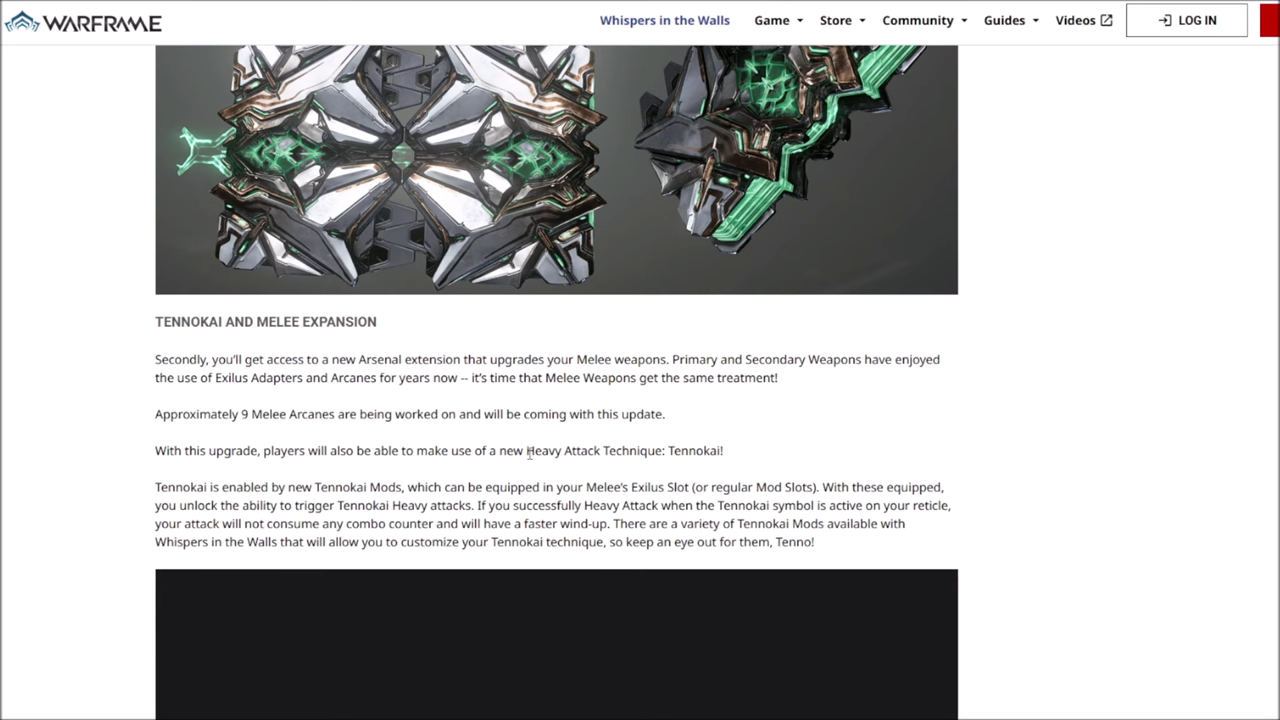 WARFRAME
Whispers in the Walls Game Store Community Guides Videos LOG IN
TENNOKAI AND MELEE EXPANSION
Secondly, you'll get access to a new Arsenal extension that upgrades your Melee weapons. Primary and Secondary Weapons have enjoyed
the use of Exilus Adapters and Arcanes for years now -- it's time that Melee Weapons get the same treatment!
Approximately 9 Melee Arcanes are being worked on and will be coming with this update.
With this upgrade, players will also be able to make use of a new Heavy Attack Technique: Tennokai!
Tennokai is enabled by new Tennokai Mods, which can be equipped in your Melee's Exilus Slot (or regular Mod Slots). With these equipped,
you unlock the ability to trigger Tennokai Heavy attacks. If you successfully Heavy Attack when the Tennokai symbol is active on your reticle,
your attack will not consume any combo counter and will have a faster wind-up. There are a variety of Tennokai Mods available with
Whispers in the Walls that will allow you to customize your Tennokai technique, so keep an eye out for them, Tenno!